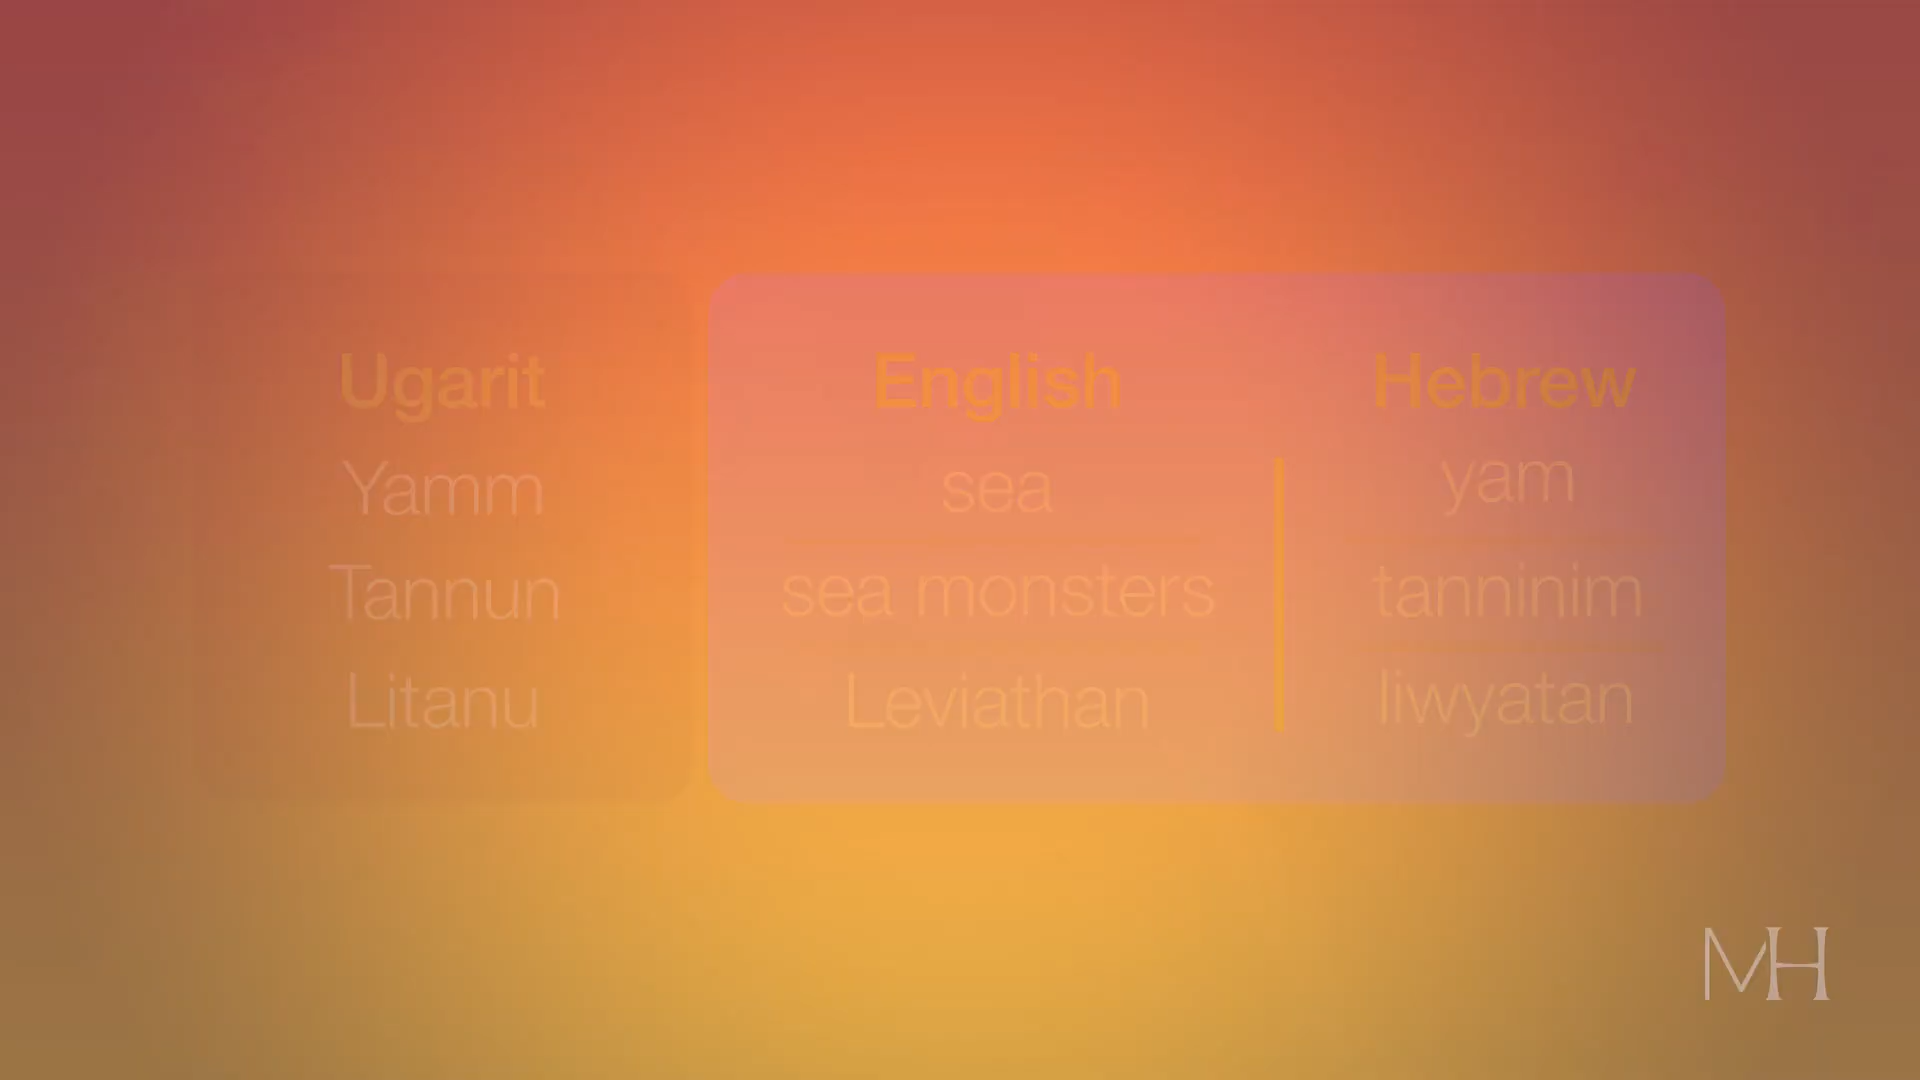 Ugarit English Hebrew
Yamm sea yam
Tannun sea monsters tanninim
Litanu Leviathan liwyatan
MH